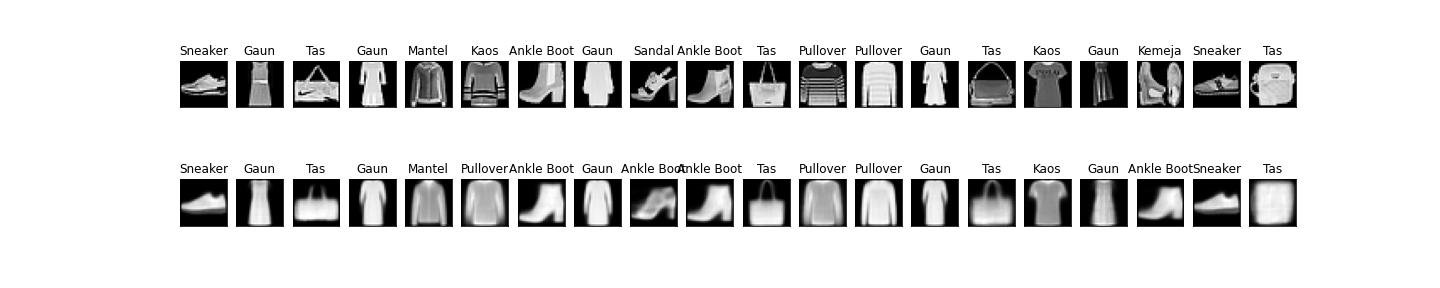 Sneaker Gaun Tas Gaun Mantel Kaos Ankle Boot Gaun Sandal Ankle Boot Tas Pullover Pullover Gaun Tas Kaos Gaun Kemeja Sneaker Tas
Sneaker Gaun Tas Gaun Mantel Pullover Ankle Boot Gaun Ankle Boot Ankle Boot Tas Pullover Pullover Gaun Tas Kaos Gaun Ankle Boot Sneaker Tas